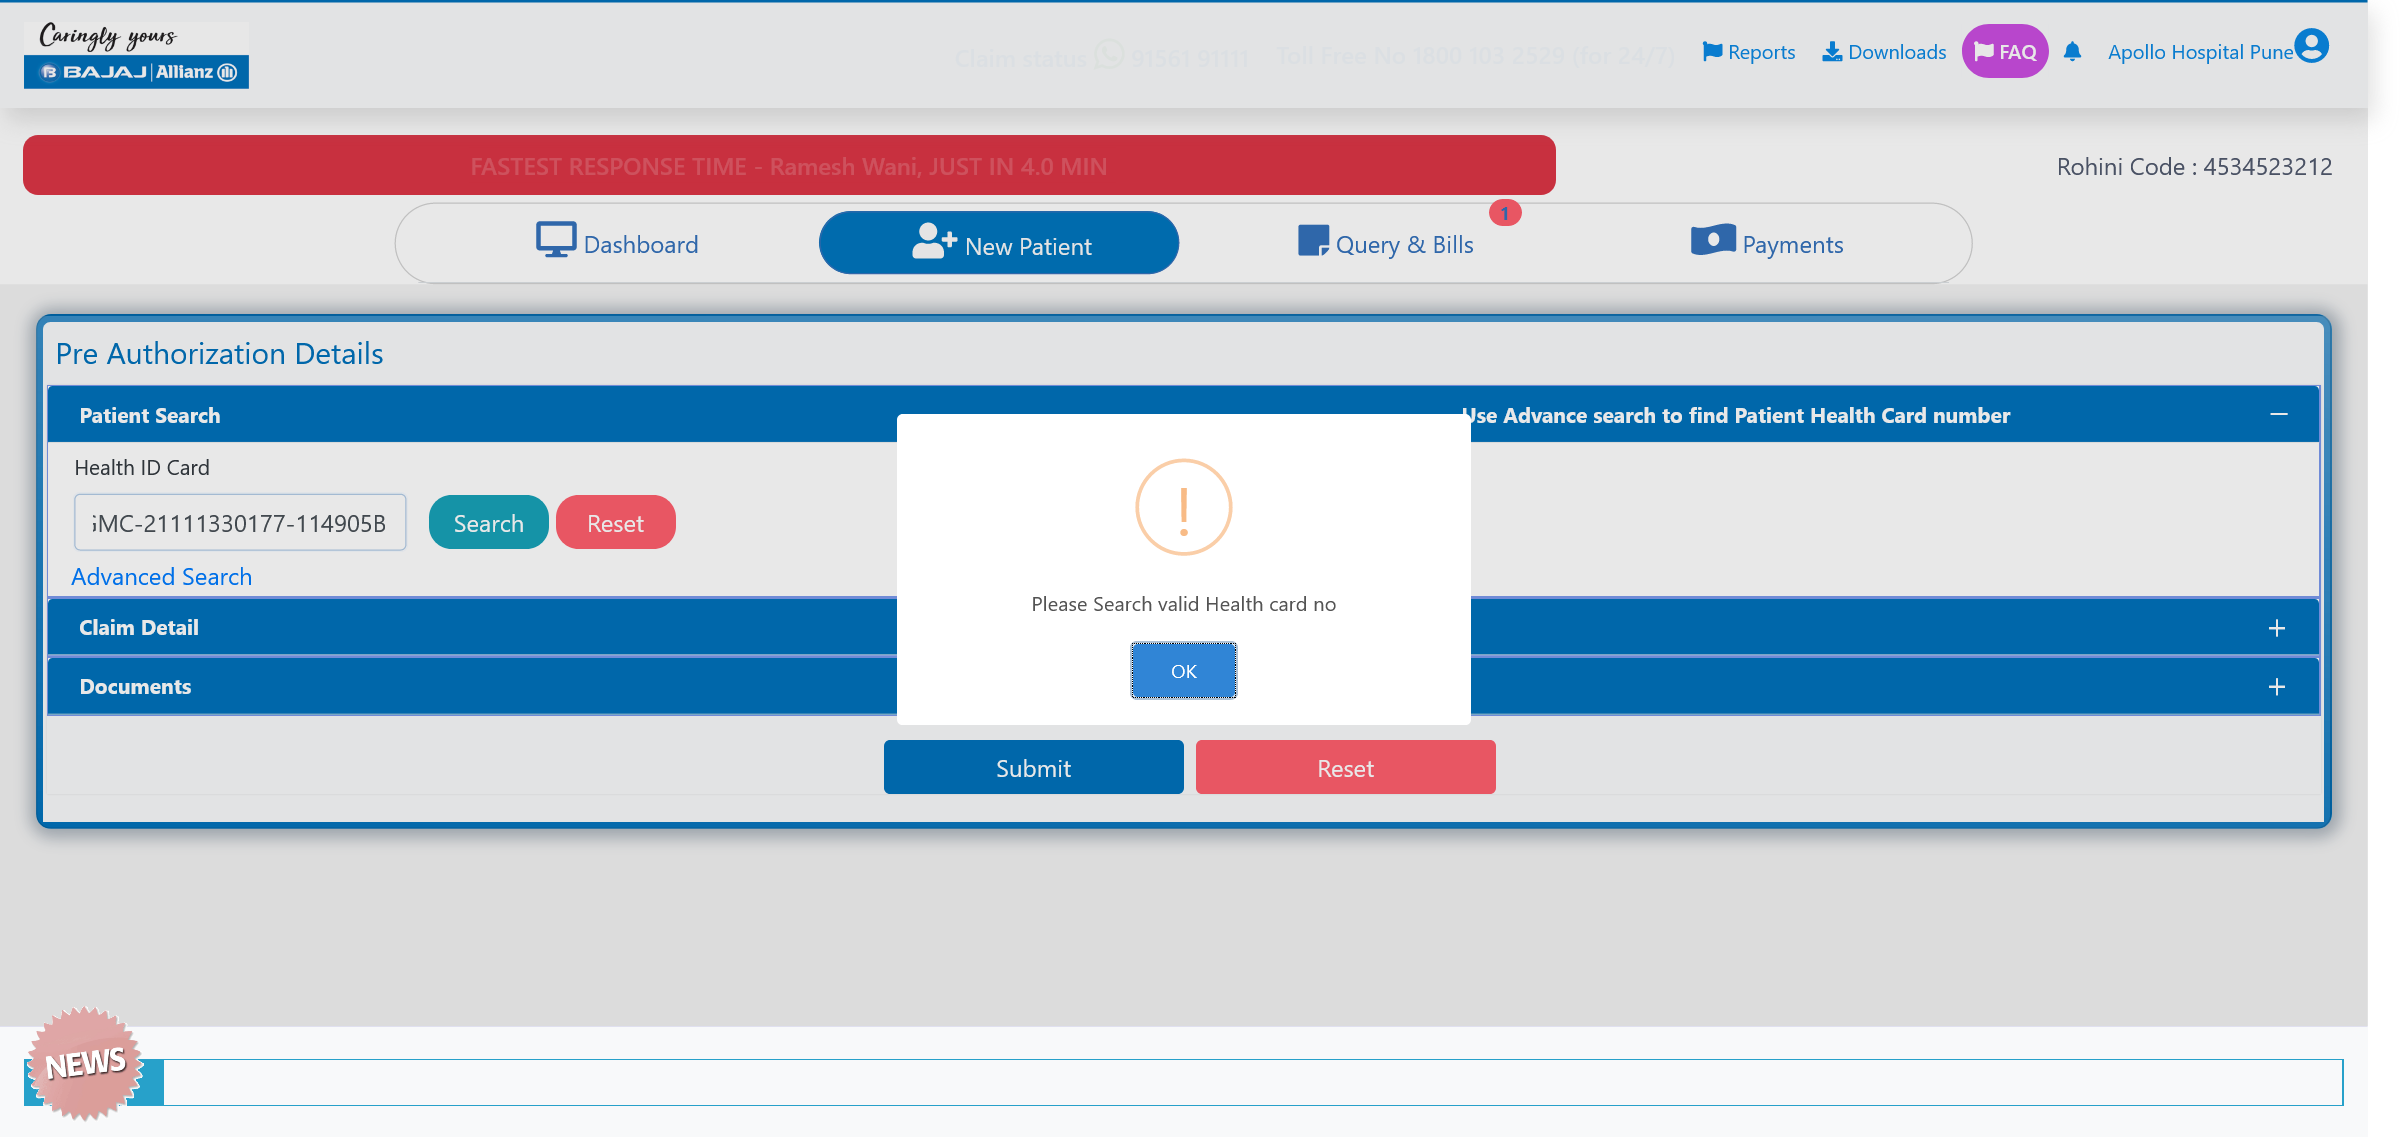 Caringly yours
BAJAJ | Allianz
Claim status 91561 91111
Toll Free No 1800 103 2529 (for 24/7)
Reports
Downloads
FAQ
Apollo Hospital Pune
FASTEST RESPONSE TIME - Ramesh Wani, JUST IN 4.0 MIN
Rohini Code : 4534523212
Dashboard
New Patient
Query & Bills
1
Payments
Pre Authorization Details
Patient Search
Use Advance search to find Patient Health Card number
Health ID Card
GMC-21111330177-114905B
Search
Reset
Advanced Search
!
Please Search valid Health card no
OK
Claim Detail
Documents
Submit
Reset
NEWS